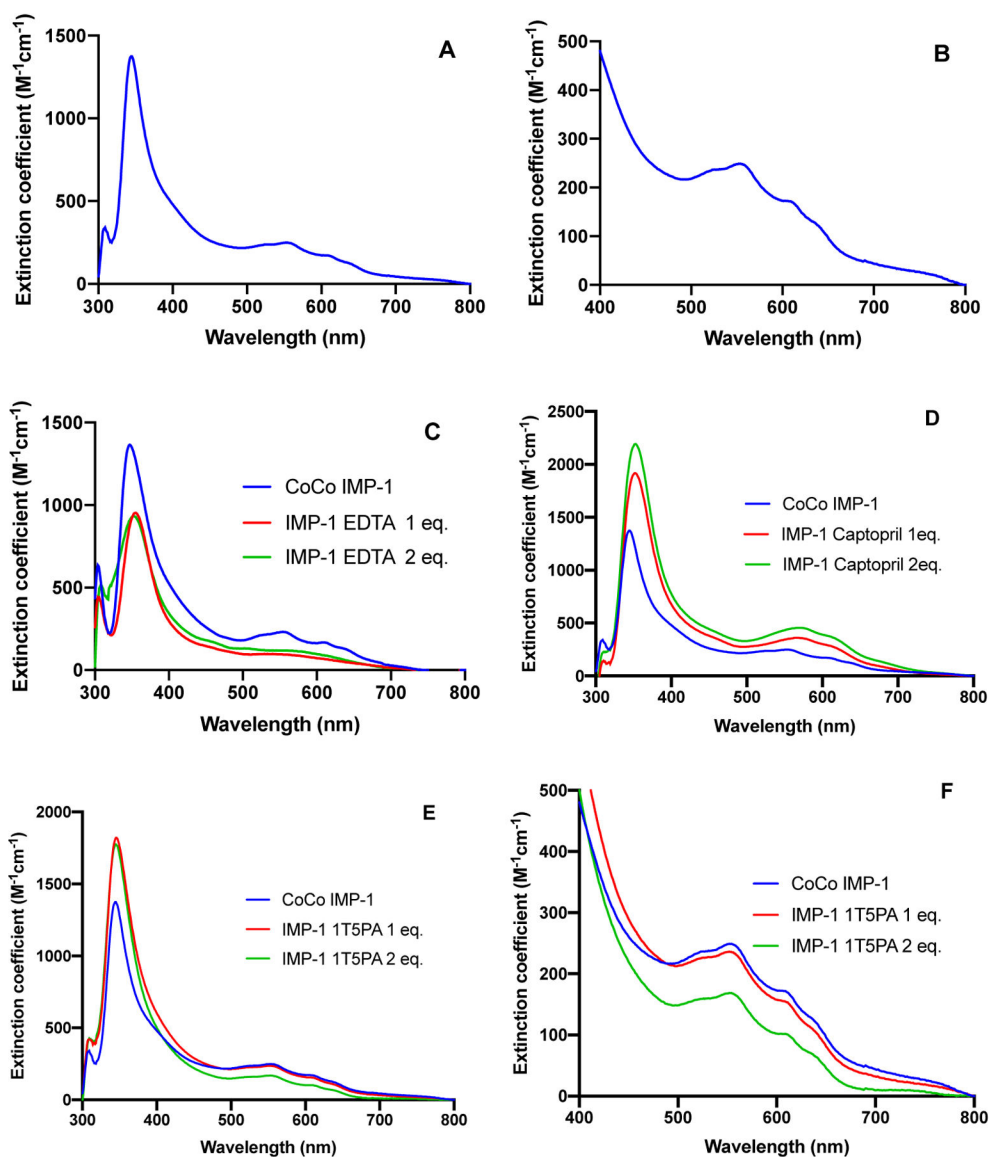 A
Extinction coefficient (M-1cm-1)
1500
1000
500
0
300 400 500 600 700 800
Wavelength (nm)
B
Extinction coefficient (M-1cm-1)
500
400
300
200
100
0
400 500 600 700 800
Wavelength (nm)
C
Extinction coefficient (M-1cm-1)
1500
1000
500
0
CoCo IMP-1
IMP-1 EDTA 1 eq.
IMP-1 EDTA 2 eq.
300 400 500 600 700 800
Wavelength (nm)
D
Extinction coefficient (M-1cm-1)
2500
2000
1500
1000
500
0
CoCo IMP-1
IMP-1 Captopril 1eq.
IMP-1 Captopril 2eq.
300 400 500 600 700 800
Wavelength (nm)
E
Extinction coefficient (M-1cm-1)
2000
1500
1000
500
0
CoCo IMP-1
IMP-1 1T5PA 1 eq.
IMP-1 1T5PA 2 eq.
300 400 500 600 700 800
Wavelength (nm)
F
Extinction coefficient (M-1cm-1)
500
400
300
200
100
0
CoCo IMP-1
IMP-1 1T5PA 1 eq.
IMP-1 1T5PA 2 eq.
400 500 600 700 800
Wavelength (nm)